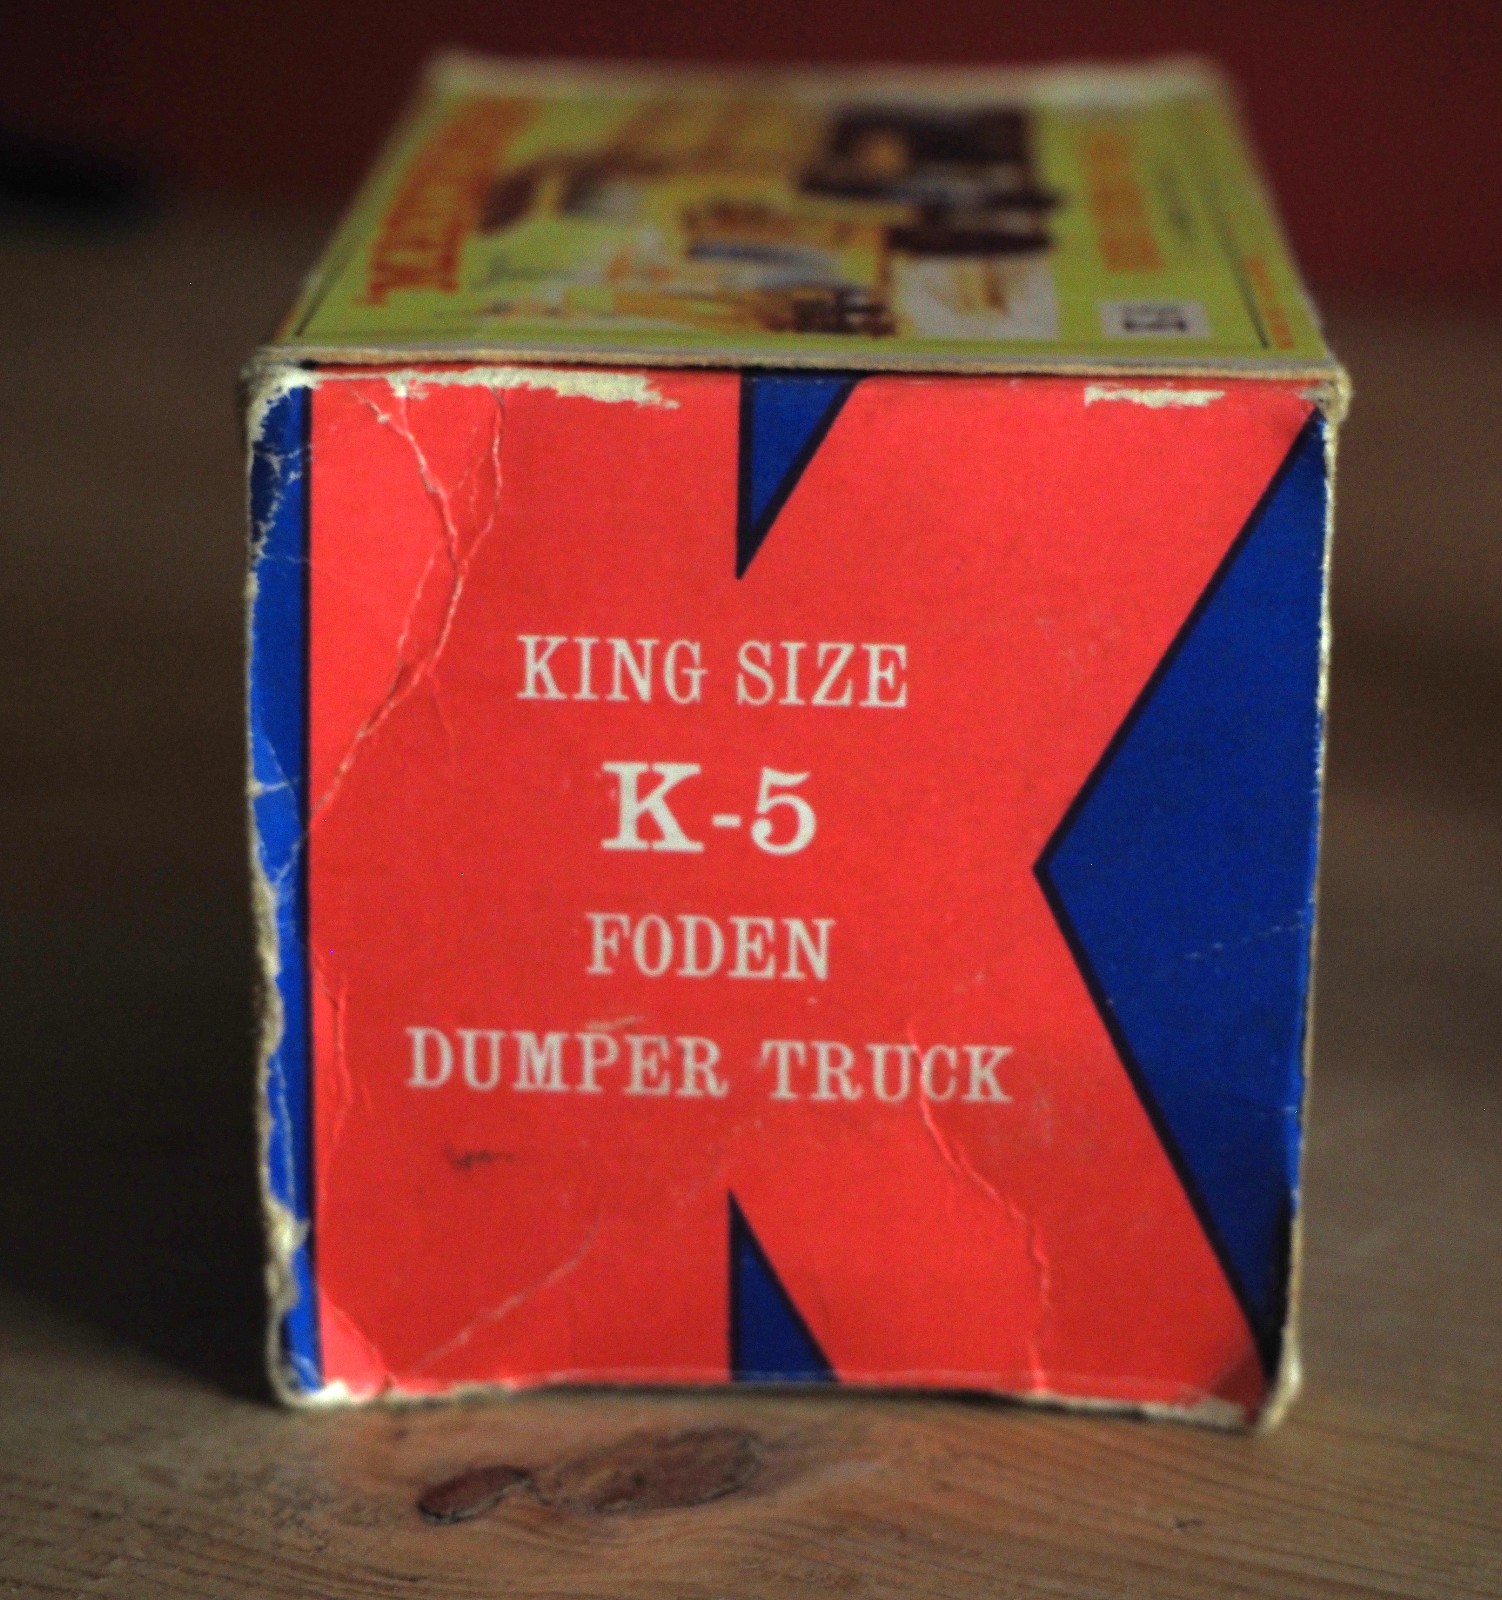 KING SIZE
K-5
FODEN
DUMPER TRUCK